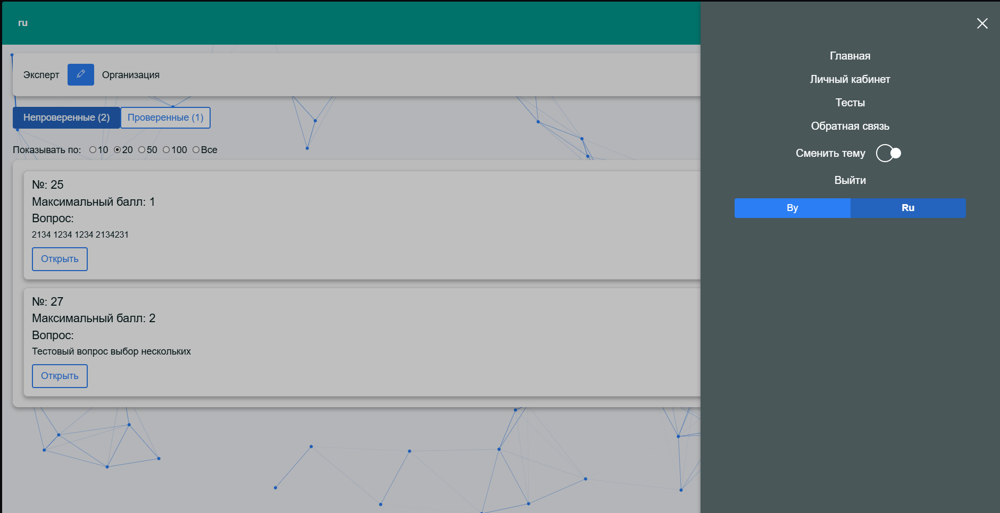 ru
Эксперт Организация
Непроверенные (2) Проверенные (1)
Показывать по: 10 20 50 100 Все
№: 25
Максимальный балл: 1
Вопрос:
2134 1234 1234 2134231
Открыть
№: 27
Максимальный балл: 2
Вопрос:
Тестовый вопрос выбор нескольких
Открыть
Главная
Личный кабинет
Тесты
Обратная связь
Сменить тему
Выйти
By Ru